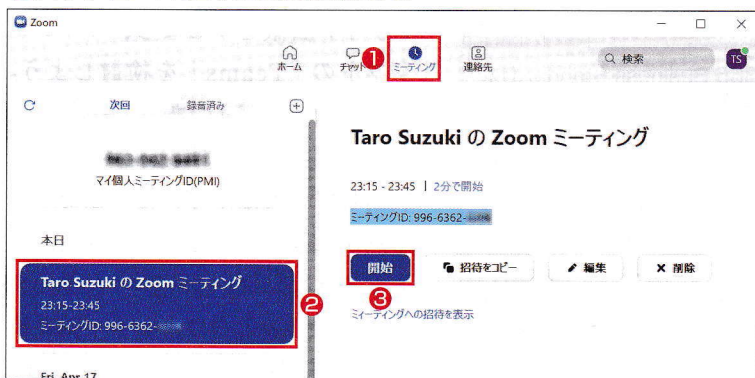 Zoom
ホーム
チャット
❶
ミーティング
連絡先
検索
TS
次回
録音済み
マイ個人ミーティングID(PMI)
本日
Taro Suzuki の Zoom ミーティング
23:15-23:45
ミーティングID: 996-6362-
❷
Fri, Apr 17
Taro Suzuki の Zoom ミーティング
23:15 - 23:45 | 2分で開始
ミーティングID: 996-6362-
開始
招待をコピー
編集
削除
❸
ミィーティングへの招待を表示